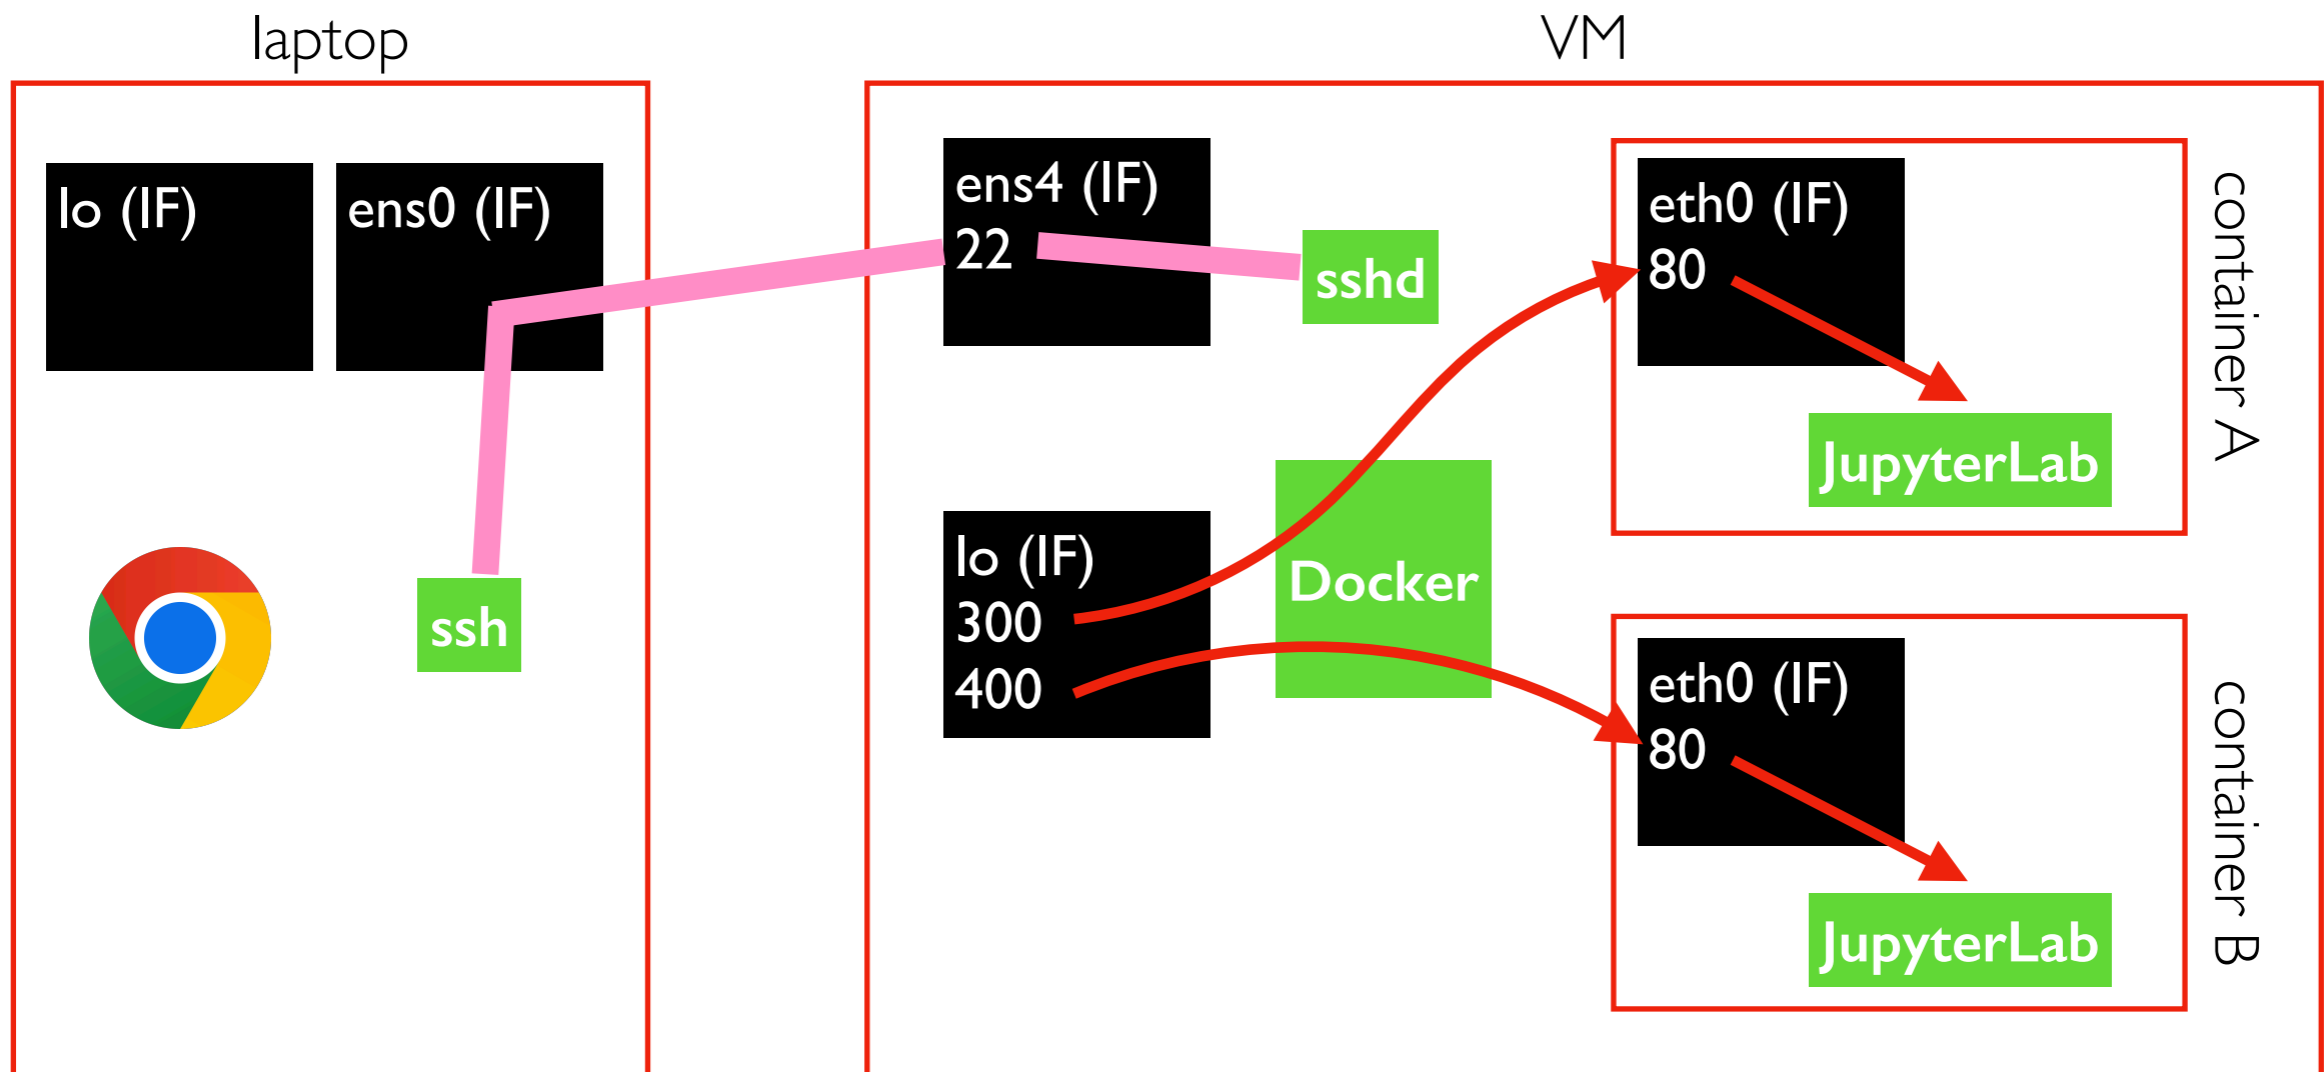 laptop
VM
lo (IF)
ens0 (IF)
ssh
ens4 (IF)
22
sshd
lo (IF)
300
400
Docker
eth0 (IF)
80
JupyterLab
container A
eth0 (IF)
80
JupyterLab
container B